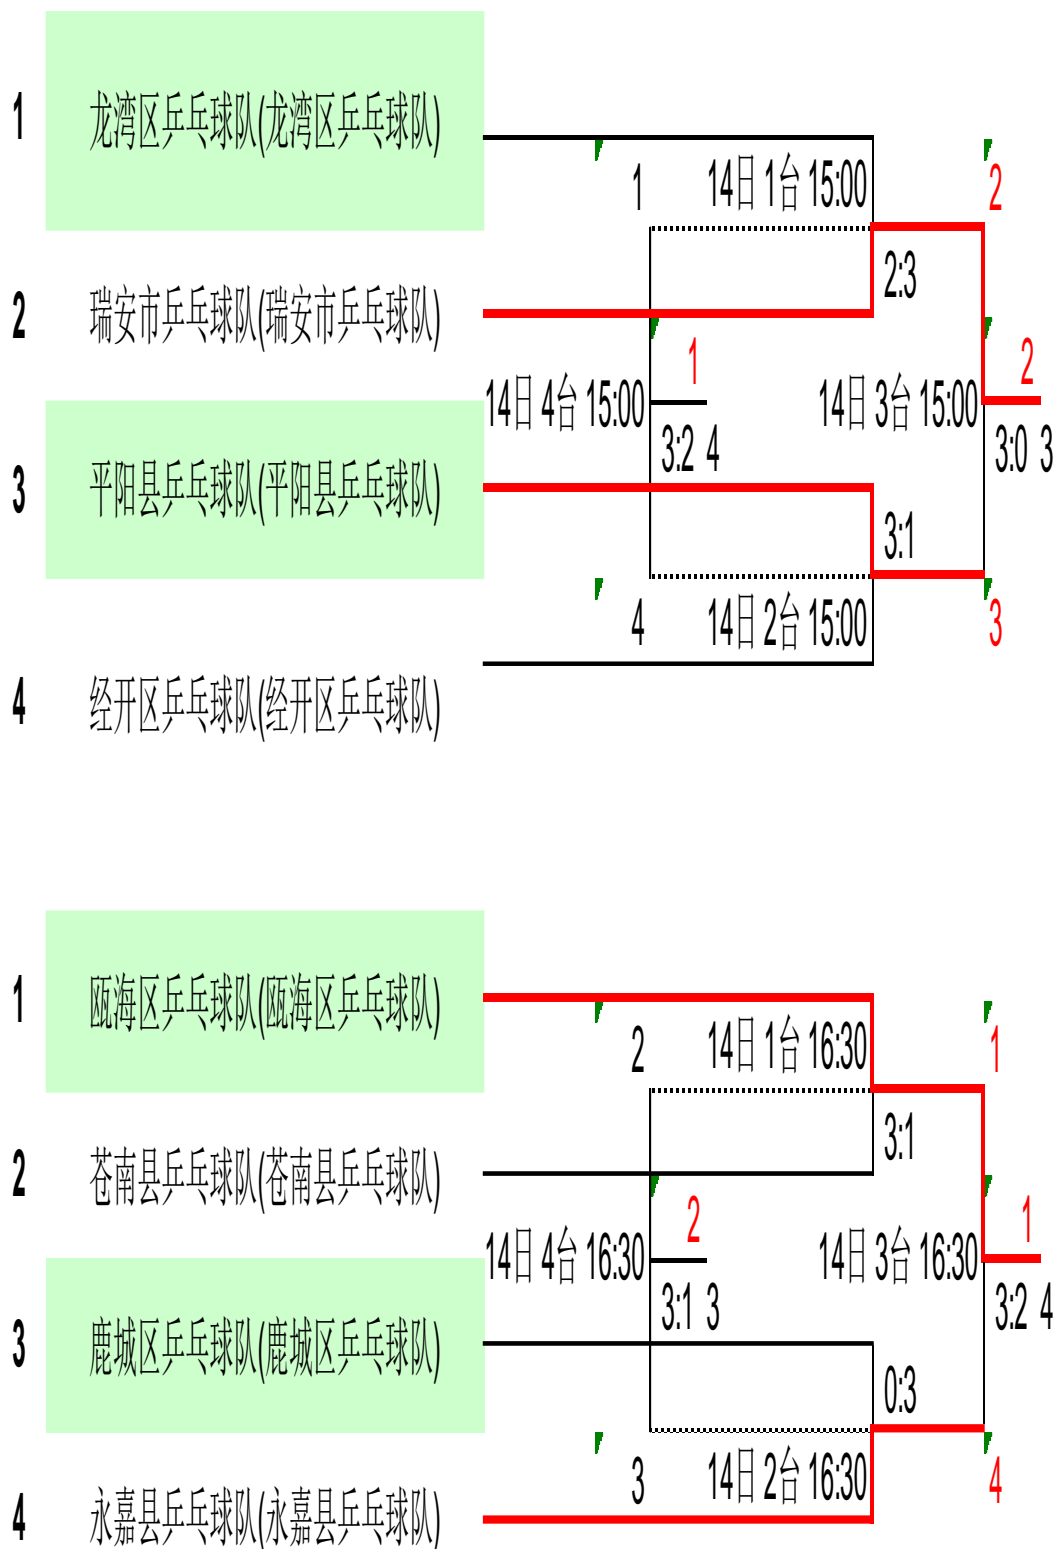 1 龙湾区乒乓球队(龙湾区乒乓球队)
1 14日 1台 15:00 2
2:3
2 瑞安市乒乓球队(瑞安市乒乓球队)
1 2
14日 4台 15:00 14日 3台 15:00
3:2 4 3:0 3
3 平阳县乒乓球队(平阳县乒乓球队)
3:1
4 14日 2台 15:00 3
4 经开区乒乓球队(经开区乒乓球队)
1 瓯海区乒乓球队(瓯海区乒乓球队)
2 14日 1台 16:30 1
3:1
2 苍南县乒乓球队(苍南县乒乓球队)
2 1
14日 4台 16:30 14日 3台 16:30
3:1 3 3:2 4
3 鹿城区乒乓球队(鹿城区乒乓球队)
0:3
3 14日 2台 16:30 4
4 永嘉县乒乓球队(永嘉县乒乓球队)